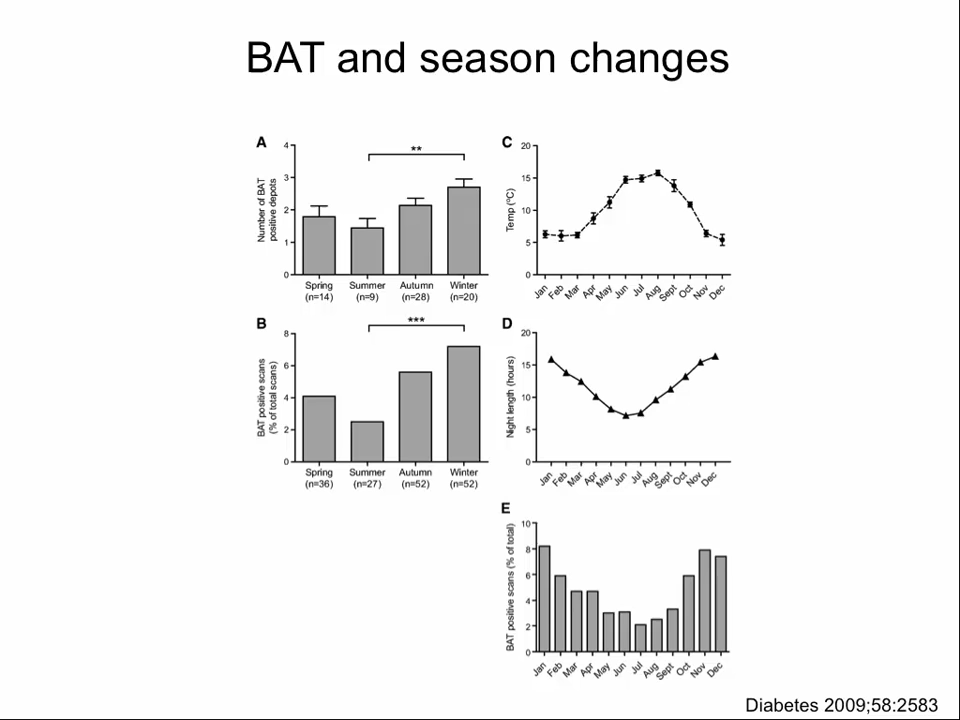 BAT and season changes
A
Number of BAT
positive depots
4
3
2
1
0
**
Spring
(n=14)
Summer
(n=9)
Autumn
(n=28)
Winter
(n=20)
B
BAT positive scans
(% of total scans)
8
6
4
2
0
***
Spring
(n=36)
Summer
(n=27)
Autumn
(n=52)
Winter
(n=52)
C
Temp (°C)
20
15
10
5
0
Jan
Feb
Mar
Apr
May
Jun
Jul
Aug
Sept
Oct
Nov
Dec
D
Night length (hours)
20
15
10
5
0
Jan
Feb
Mar
Apr
May
Jun
Jul
Aug
Sept
Oct
Nov
Dec
E
BAT positive scans (% of total)
10
8
6
4
2
0
Jan
Feb
Mar
Apr
May
Jun
Jul
Aug
Sept
Oct
Nov
Dec
Diabetes 2009;58:2583